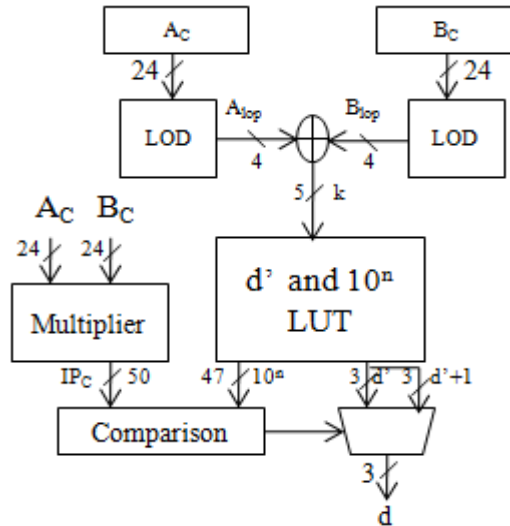 A_C B_C
24 24
A_lop B_lop
LOD LOD
4 4
5 k
A_C B_C
24 24
d' and 10^n
LUT
Multiplier
IP_C 50 47 10^n 3 d' 3 d'+1
Comparison
3
d